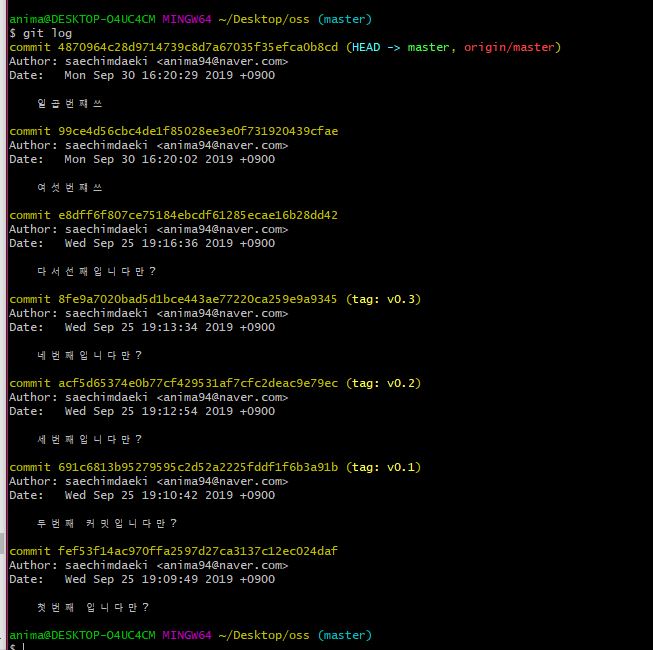 anima@DESKTOP-O4UC4CM MINGW64 ~/Desktop/oss (master)
$ git log
commit 4870964c28d9714739c8d7a67035f35efca0b8cd (HEAD -> master, origin/master)
Author: saechimdaeki <anima94@naver.com>
Date:   Mon Sep 30 16:20:29 2019 +0900
일곱번째쓰
commit 99ce4d56cbc4de1f85028ee3e0f731920439cfae
Author: saechimdaeki <anima94@naver.com>
Date:   Mon Sep 30 16:20:02 2019 +0900
여섯번째쓰
commit e8dff6f807ce75184ebcdf61285ecae16b28dd42
Author: saechimdaeki <anima94@naver.com>
Date:   Wed Sep 25 19:16:36 2019 +0900
다서선째입니다만?
commit 8fe9a7020bad5d1bce443ae77220ca259e9a9345 (tag: v0.3)
Author: saechimdaeki <anima94@naver.com>
Date:   Wed Sep 25 19:13:34 2019 +0900
네번째입니다만?
commit acf5d65374e0b77cf429531af7cfc2deac9e79ec (tag: v0.2)
Author: saechimdaeki <anima94@naver.com>
Date:   Wed Sep 25 19:12:54 2019 +0900
세번째입니다만?
commit 691c6813b95279595c2d52a2225fddf1f6b3a91b (tag: v0.1)
Author: saechimdaeki <anima94@naver.com>
Date:   Wed Sep 25 19:10:42 2019 +0900
두번째 커밋입니다만?
commit fef53f14ac970ffa2597d27ca3137c12ec024daf
Author: saechimdaeki <anima94@naver.com>
Date:   Wed Sep 25 19:09:49 2019 +0900
첫번째 입니다만?
anima@DESKTOP-O4UC4CM MINGW64 ~/Desktop/oss (master)
$